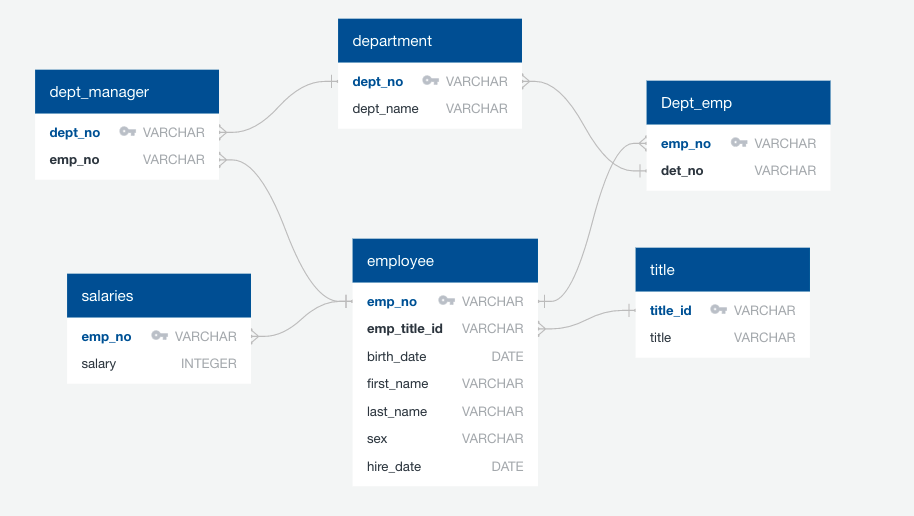 department
dept_no VARCHAR
dept_name VARCHAR
dept_manager
dept_no VARCHAR
emp_no VARCHAR
Dept_emp
emp_no VARCHAR
det_no VARCHAR
employee
emp_no VARCHAR
emp_title_id VARCHAR
birth_date DATE
first_name VARCHAR
last_name VARCHAR
sex VARCHAR
hire_date DATE
title
title_id VARCHAR
title VARCHAR
salaries
emp_no VARCHAR
salary INTEGER